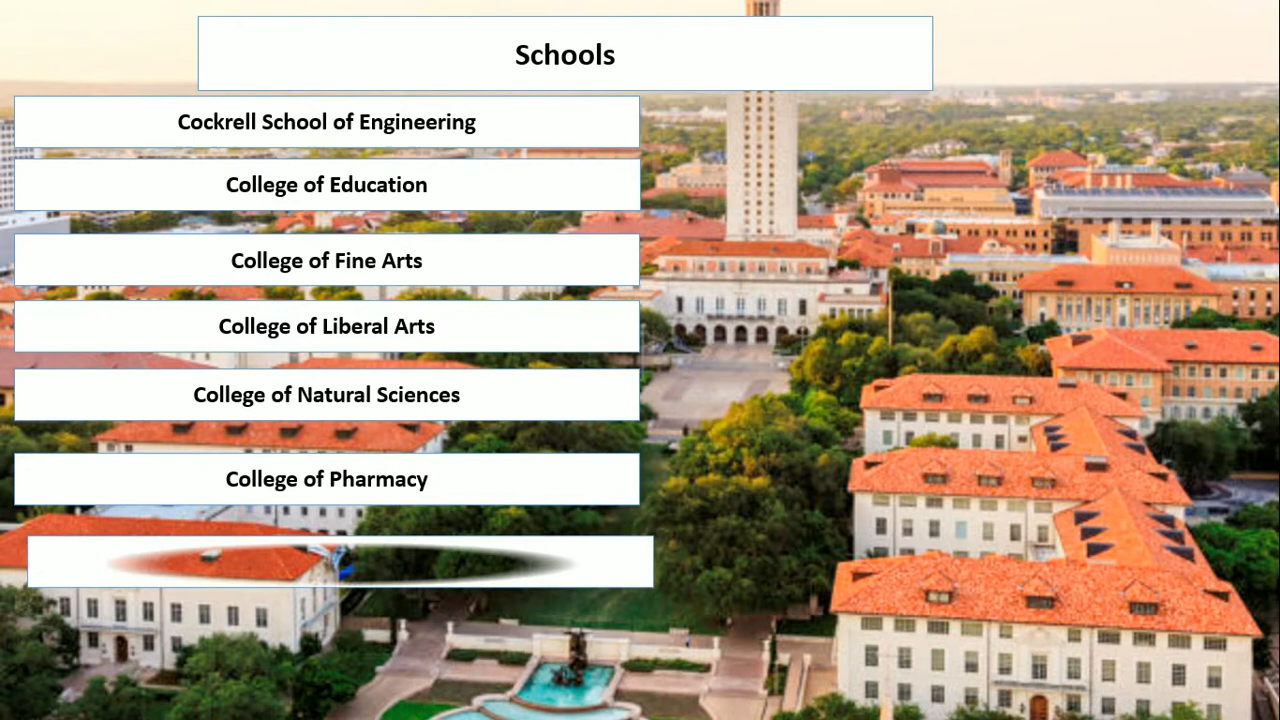 Schools
Cockrell School of Engineering
College of Education
College of Fine Arts
College of Liberal Arts
College of Natural Sciences
College of Pharmacy